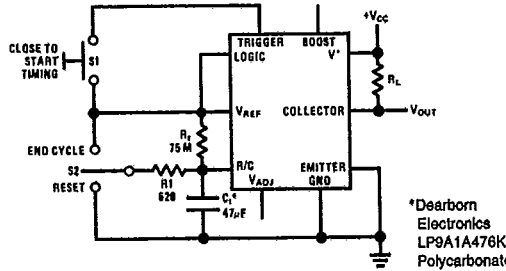 +VCC
CLOSE TO
START
TIMING
S1
TRIGGER
BOOST
LOGIC
V+
RL
VREF
COLLECTOR
VOUT
Rt
75M
END CYCLE
S2
R/C
EMITTER
RESET
R1
620
VADJ
GND
Ct*
47µF
*Dearborn
Electronics
LP9A1A476K
Polycarbonate